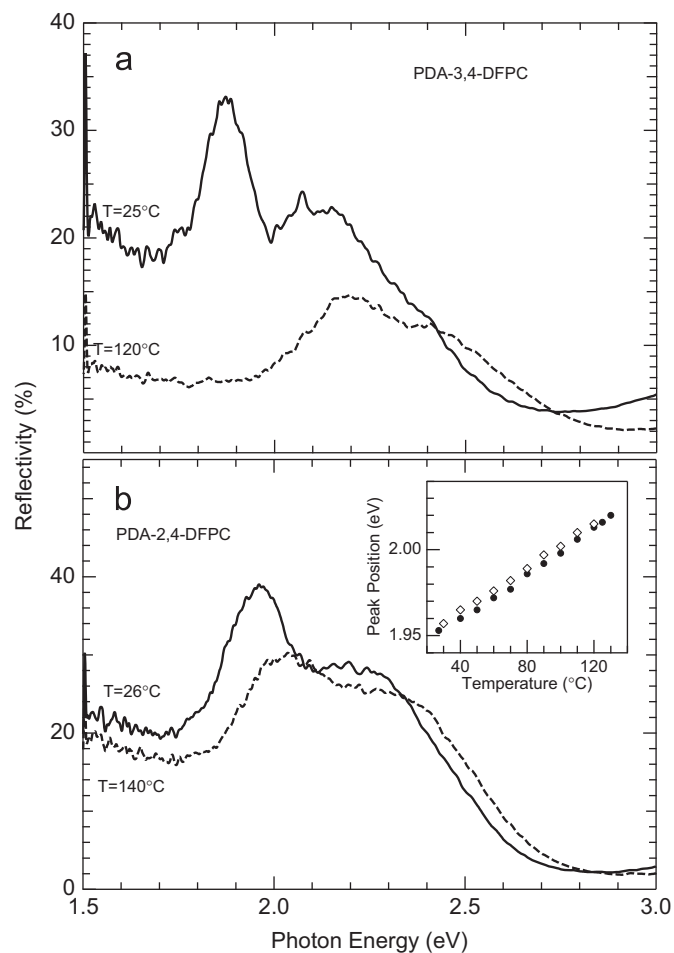 40
a
PDA-3,4-DFPC
30
T=25°C
20
T=120°C
10
Reflectivity (%)
b
PDA-2,4-DFPC
Peak Position (eV)
2.00
1.95
40 80 120
Temperature (°C)
40
T=26°C
20
T=140°C
0
1.5 2.0 2.5 3.0
Photon Energy (eV)